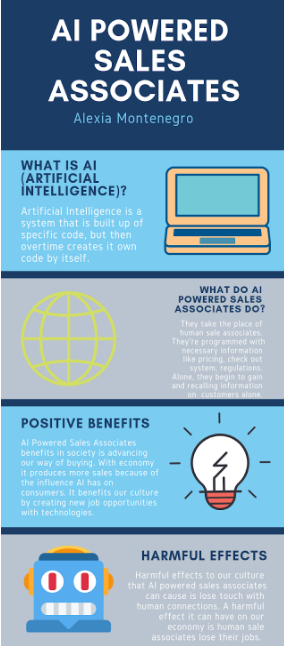 AI POWERED
SALES
ASSOCIATES
Alexia Montenegro
WHAT IS AI
(ARTIFICIAL
INTELLIGENCE)?
Artificial Intelligence is a
system that is built up of
specific code, but then
overtime creates it own
code by itself.
WHAT DO AI
POWERED SALES
ASSOCIATES DO?
They take the place of
human sale associates.
They're programmed with
necessary information
like pricing, check out
system, regulations.
Alone, they begin to gain
and recalling information
on customers alone.
POSITIVE BENEFITS
AI Powered Sales Associates
benefits in society is advancing
our way of buying. With economy
it produces more sales because of
the influence AI has on
consumers. It benefits our culture
by creating new job opportunities
with technologies.
HARMFUL EFFECTS
Harmful effects to our culture
that AI powered sales associates
can cause is lose touch with
human connections. A harmful
effect it can have on our
economy is human sale
associates lose their jobs.